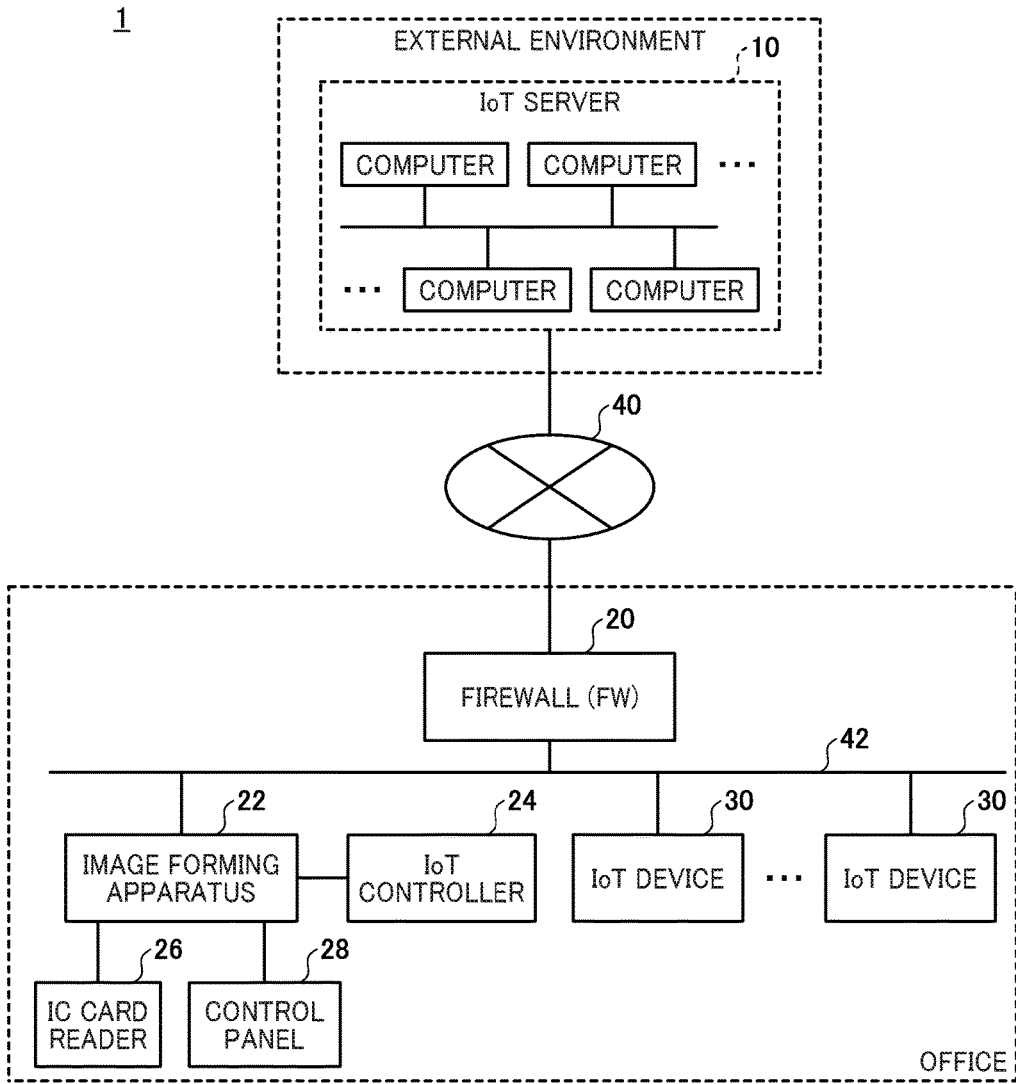 1
EXTERNAL ENVIRONMENT
10
IoT SERVER
COMPUTER COMPUTER ...
... COMPUTER COMPUTER
40
20
FIREWALL (FW)
42
22 24 30 30
IMAGE FORMING
APPARATUS
IoT
CONTROLLER
IoT DEVICE ... IoT DEVICE
26 28
IC CARD
READER
CONTROL
PANEL
OFFICE